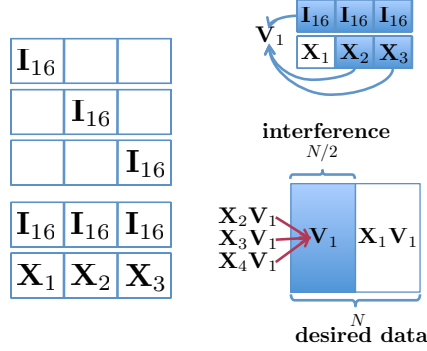 I₁₆
I₁₆
I₁₆
I₁₆ I₁₆ I₁₆
X₁ X₂ X₃
I₁₆ I₁₆ I₁₆
V₁
X₁ X₂ X₃
interference
N/2
X₂V₁
X₃V₁
X₄V₁
V₁ X₁V₁
N
desired data